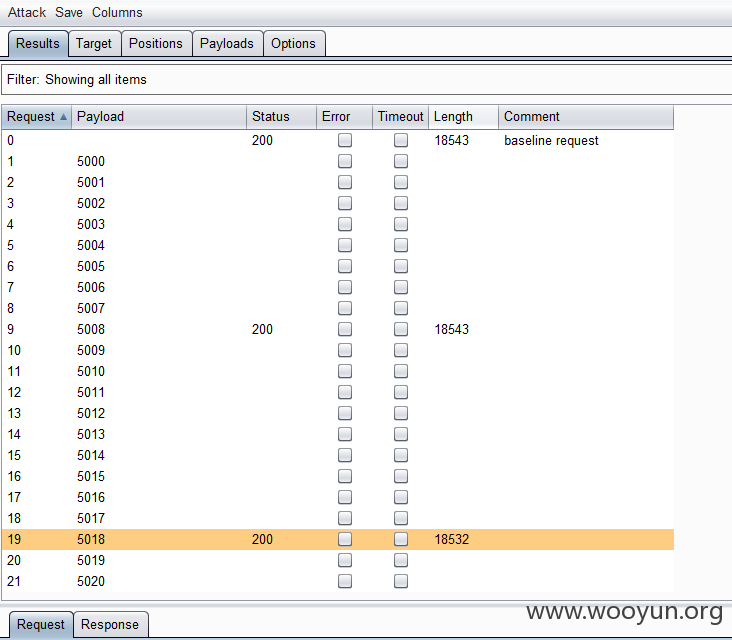 Attack Save Columns
Results Target Positions Payloads Options
Filter: Showing all items
Request Payload Status Error Timeout Length Comment
0 200 18543 baseline request
1 5000
2 5001
3 5002
4 5003
5 5004
6 5005
7 5006
8 5007
9 5008 200 18543
10 5009
11 5010
12 5011
13 5012
14 5013
15 5014
16 5015
17 5016
18 5017
19 5018 200 18532
20 5019
21 5020
www.wooyun.org
Request Response